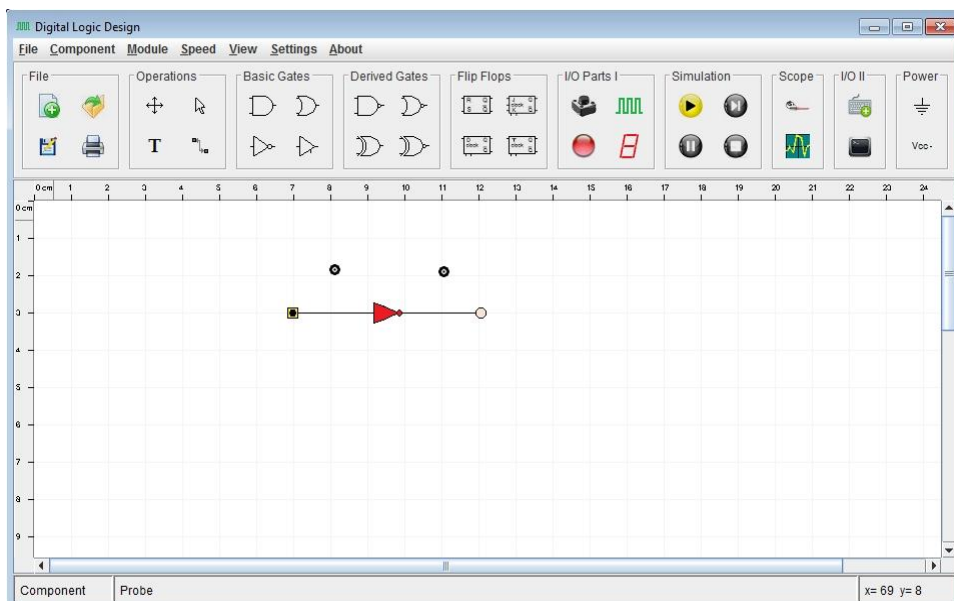 Digital Logic Design
File Component Module Speed View Settings About
File Operations Basic Gates Derived Gates Flip Flops I/O Parts I Simulation Scope I/O II Power
T
Vcc-
0 cm 1 2 3 4 5 6 7 8 9 10 11 12 13 14 15 16 17 18 19 20 21 22 23 24
0 cm
1
2
3
4
5
6
7
8
9
Component Probe x= 69 y= 8